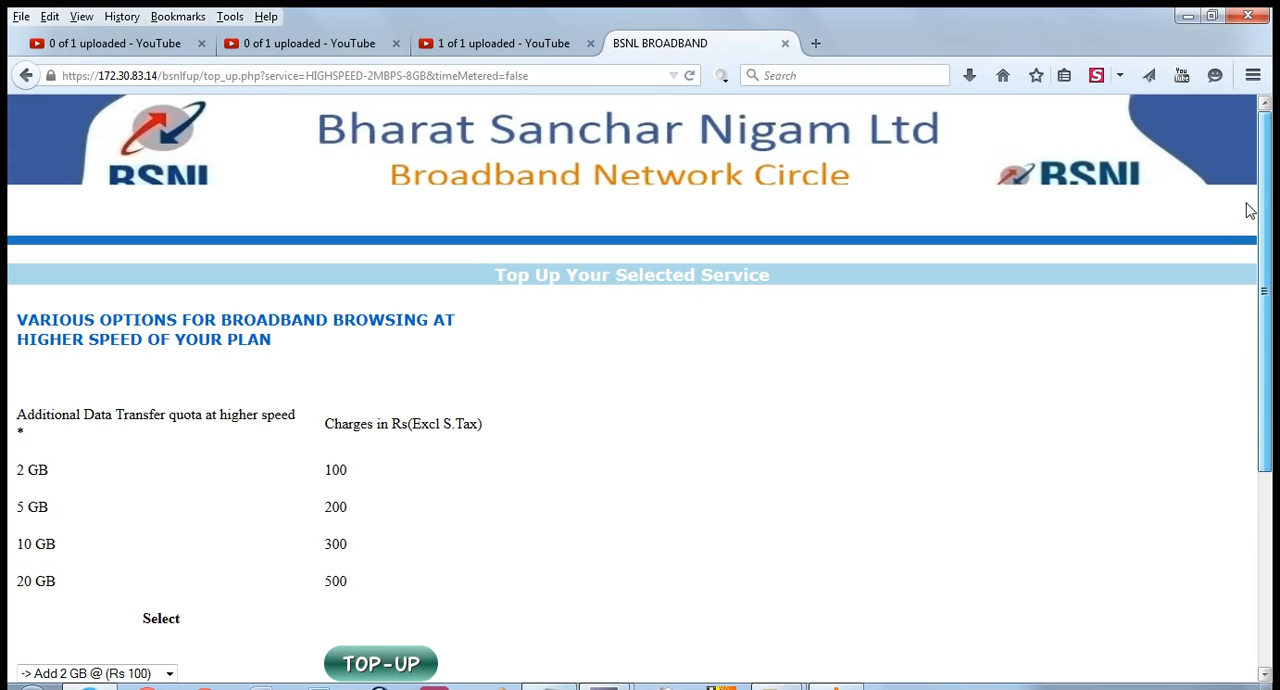 File Edit View History Bookmarks Tools Help
0 of 1 uploaded - YouTube
0 of 1 uploaded - YouTube
1 of 1 uploaded - YouTube
BSNL BROADBAND
https://172.30.83.14/bsnlfup/top_up.php?service=HIGHSPEED-2MBPS-8GB&timeMetered=false
Search
S
You Tube
Bharat Sanchar Nigam Ltd
BSNL
Broadband Network Circle
BSNL
Top Up Your Selected Service
VARIOUS OPTIONS FOR BROADBAND BROWSING AT
HIGHER SPEED OF YOUR PLAN
Additional Data Transfer quota at higher speed
*
Charges in Rs(Excl S.Tax)
2 GB 100
5 GB 200
10 GB 300
20 GB 500
Select
-> Add 2 GB @ (Rs 100)
TOP-UP